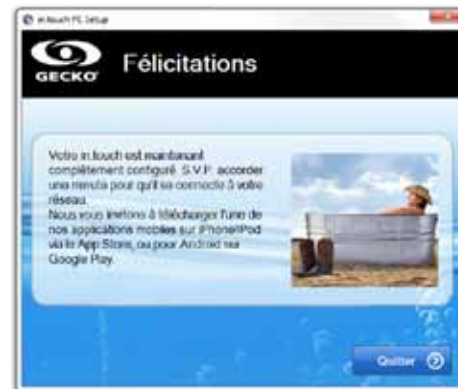 in.touch PC Setup
GECKO
Félicitations
Votre in.touch est maintenant
complètement configuré. S.V.P. accorder
une minute pour qu'il se connecte à votre
réseau.
Nous vous invitons à télécharger l'une de
nos applications mobiles sur iPhone/iPod
via le App Store, ou pour Android sur
Google Play.
Quitter